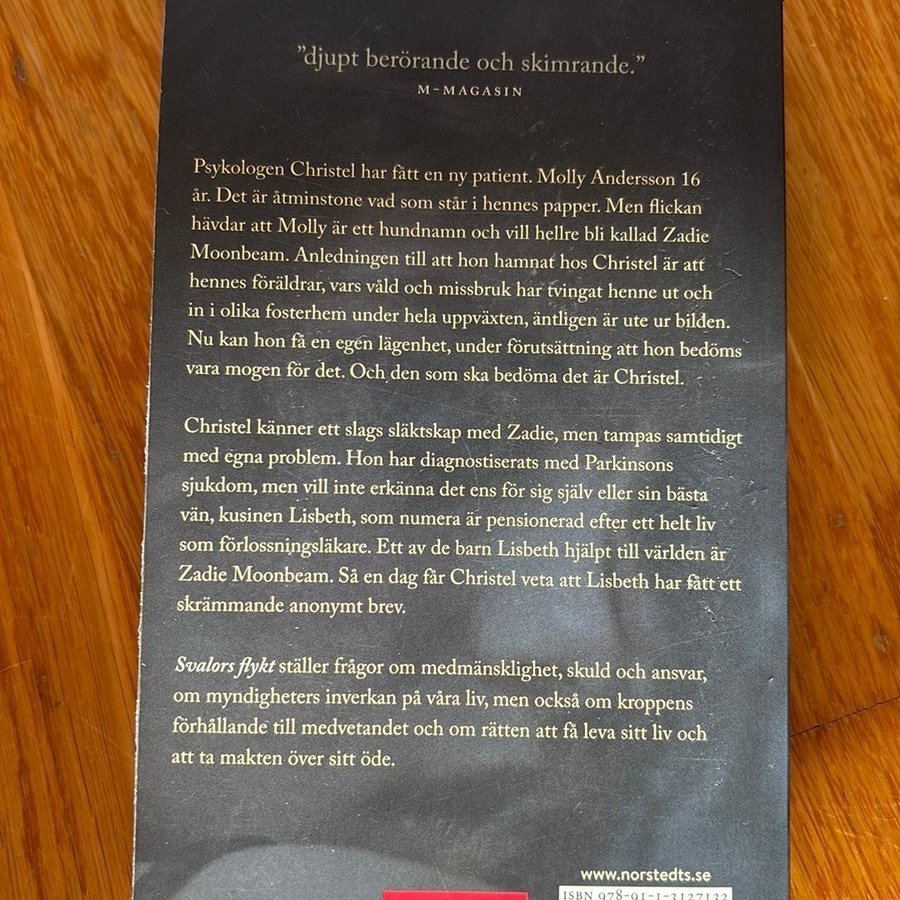 ”djupt berörande och skimrande.”
M-MAGASIN
Psykologen Christel har fått en ny patient. Molly Andersson 16
år. Det är åtminstone vad som står i hennes papper. Men flickan
hävdar att Molly är ett hundnamn och vill hellre bli kallad Zadie
Moonbeam. Anledningen till att hon hamnat hos Christel är att
hennes föräldrar, vars våld och missbruk har tvingat henne ut och
in i olika fosterhem under hela uppväxten, äntligen är ute ur bilden.
Nu kan hon få en egen lägenhet, under förutsättning att hon bedöms
vara mogen för det. Och den som ska bedöma det är Christel.
Christel känner ett slags släktskap med Zadie, men tampas samtidigt
med egna problem. Hon har diagnostiserats med Parkinsons
sjukdom, men vill inte erkänna det ens för sig själv eller sin bästa
vän, kusinen Lisbeth, som numera är pensionerad efter ett helt liv
som förlossningsläkare. Ett av de barn Lisbeth hjälpt till världen är
Zadie Moonbeam. Så en dag får Christel veta att Lisbeth har fått ett
skrämmande anonymt brev.
Svalors flykt ställer frågor om medmänsklighet, skuld och ansvar,
om myndigheters inverkan på våra liv, men också om kroppens
förhållande till medvetandet och om rätten att få leva sitt liv och
att ta makten över sitt öde.
www.norstedts.se
ISBN 978-91-1-3127132